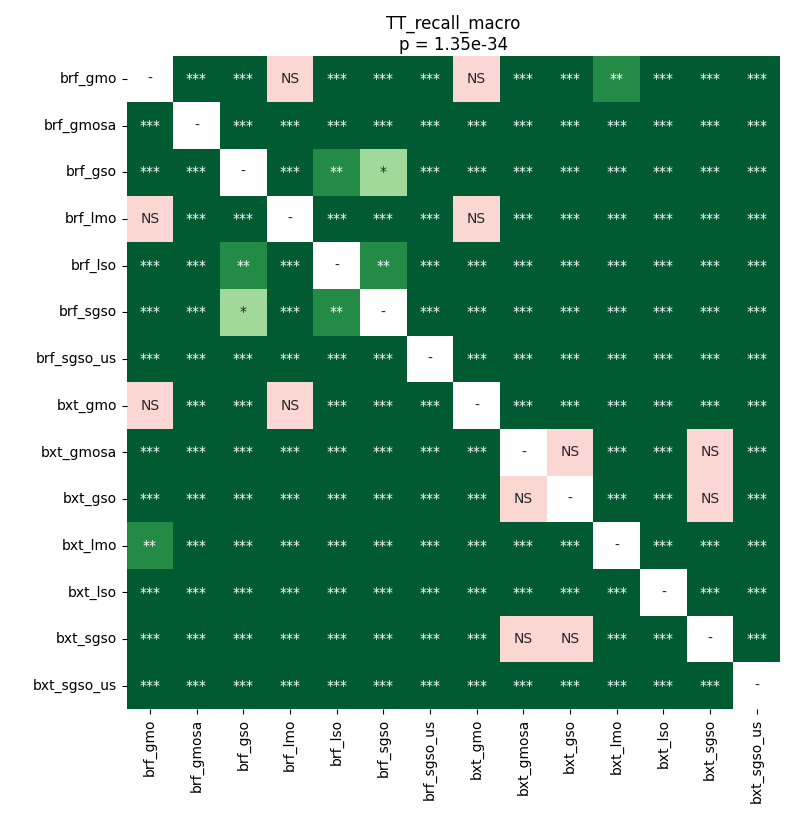 TT_recall_macro
p = 1.35e-34
brf_gmo - *** *** NS *** *** *** NS *** *** ** *** *** ***
brf_gmosa *** - *** *** *** *** *** *** *** *** *** *** *** ***
brf_gso *** *** - *** ** * *** *** *** *** *** *** *** ***
brf_lmo NS *** *** - *** *** *** NS *** *** *** *** *** ***
brf_lso *** *** ** *** - ** *** *** *** *** *** *** *** ***
brf_sgso *** *** * *** ** - *** *** *** *** *** *** *** ***
brf_sgso_us *** *** *** *** *** *** - *** *** *** *** *** *** ***
bxt_gmo NS *** *** NS *** *** *** - *** *** *** *** *** ***
bxt_gmosa *** *** *** *** *** *** *** *** - NS *** *** NS ***
bxt_gso *** *** *** *** *** *** *** *** NS - *** *** NS ***
bxt_lmo ** *** *** *** *** *** *** *** *** *** - *** *** ***
bxt_lso *** *** *** *** *** *** *** *** *** *** *** - *** ***
bxt_sgso *** *** *** *** *** *** *** *** NS NS *** *** - ***
bxt_sgso_us *** *** *** *** *** *** *** *** *** *** *** *** *** -
brf_gmo
brf_gmosa
brf_gso
brf_lmo
brf_lso
brf_sgso
brf_sgso_us
bxt_gmo
bxt_gmosa
bxt_gso
bxt_lmo
bxt_lso
bxt_sgso
bxt_sgso_us